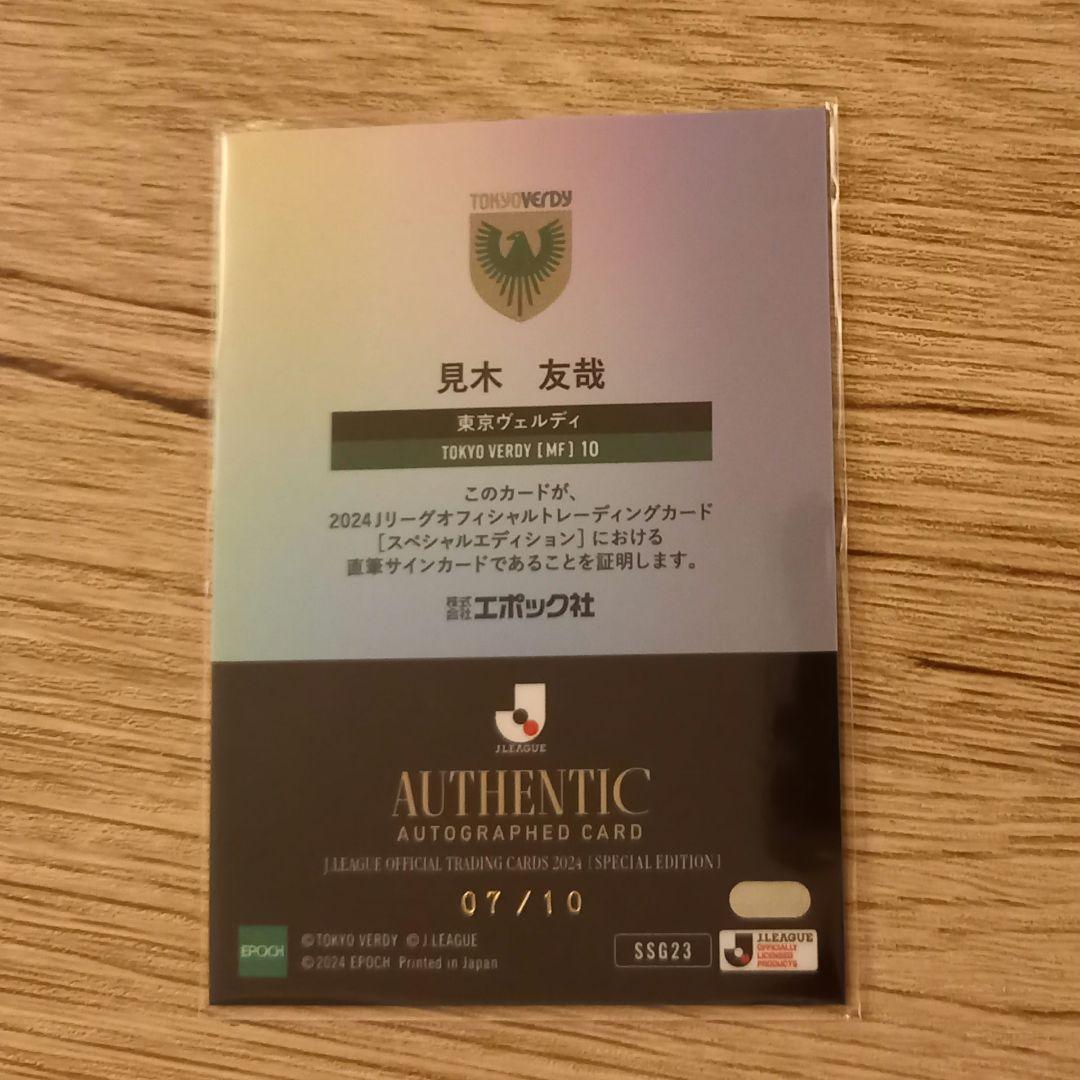 TOKYOVERDY
見木 友哉
東京ヴェルディ
TOKYO VERDY [MF] 10
このカードが、
2024Jリーグオフィシャルトレーディングカード
[スペシャルエディション] における
直筆サインカードであることを証明します。
株式会社エポック社
J.LEAGUE
AUTHENTIC
AUTOGRAPHED CARD
J.LEAGUE OFFICIAL TRADING CARDS 2024 [SPECIAL EDITION]
07/10
EPOCH
©TOKYO VERDY ©J.LEAGUE
©2024 EPOCH Printed in Japan
SSG23
J.LEAGUE
OFFICIALLY
LICENSED
PRODUCTS